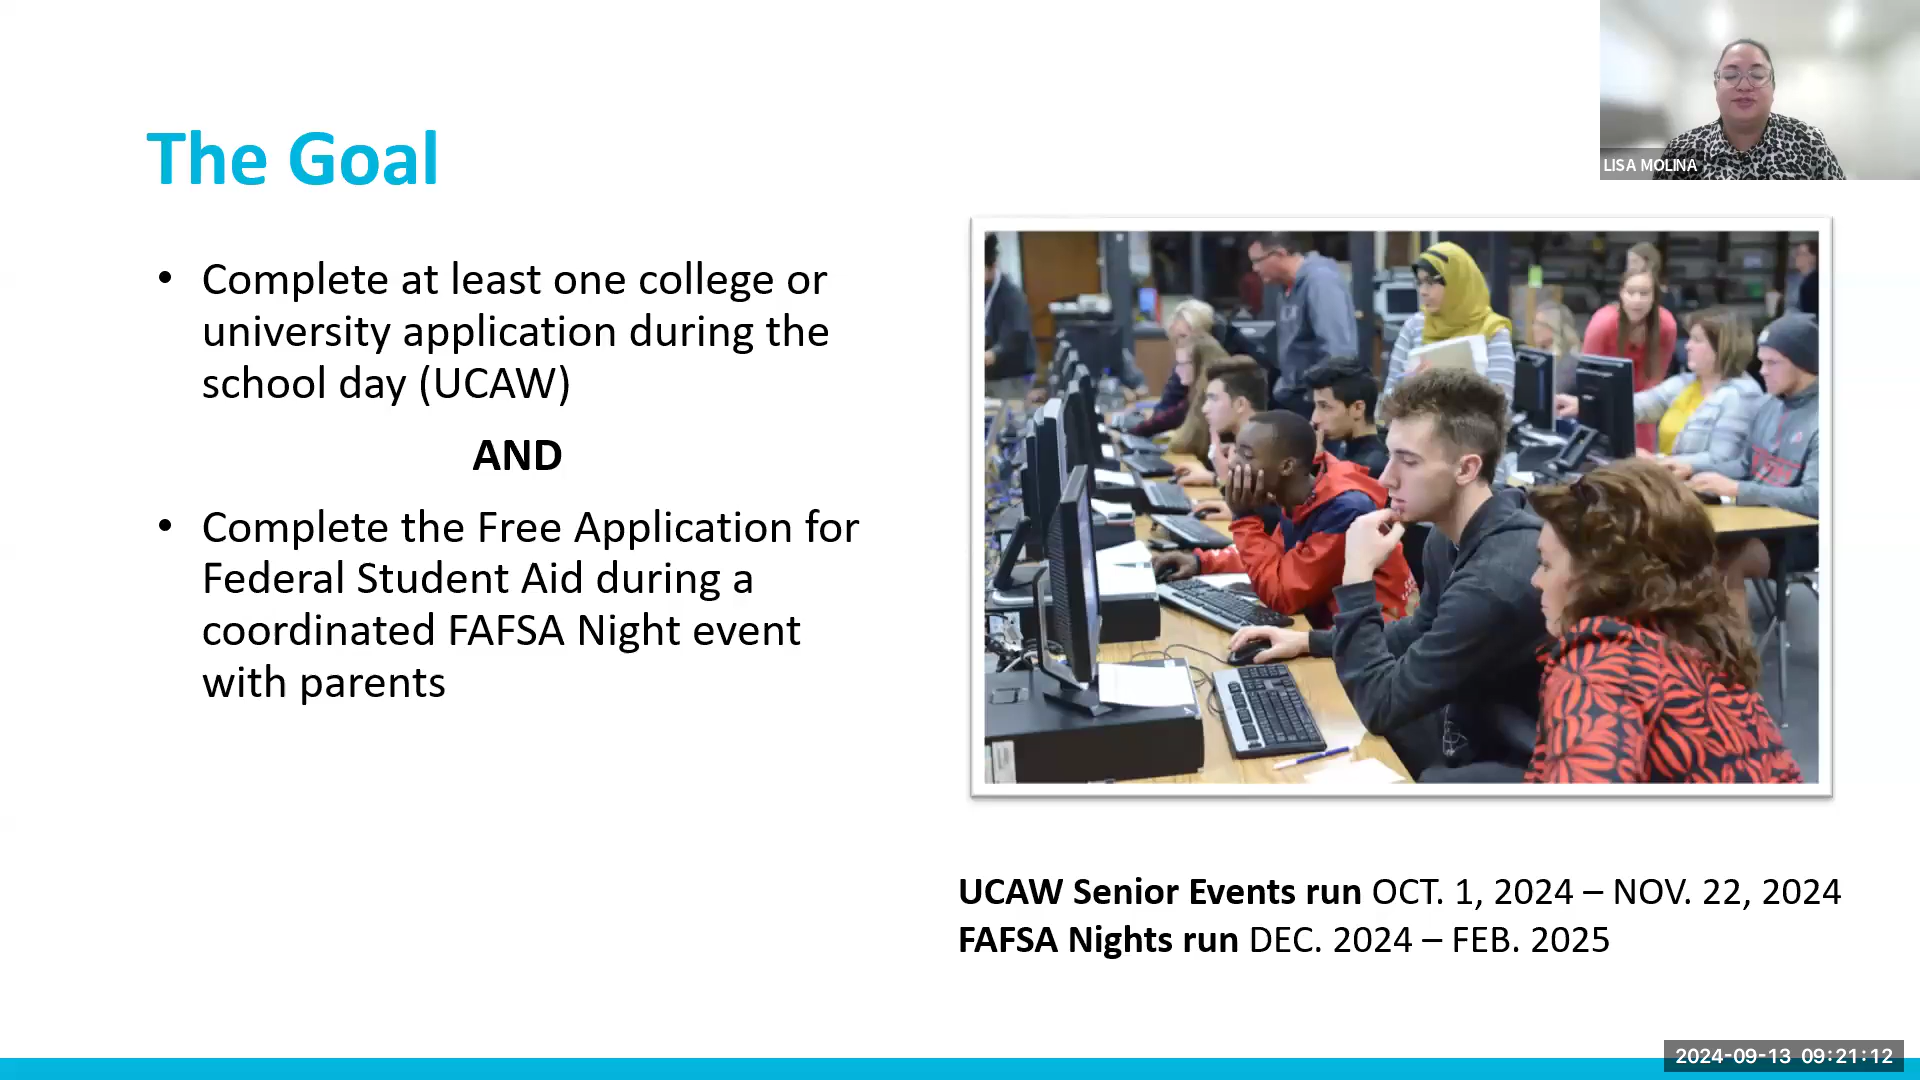 LISA MOLINA
The Goal
• Complete at least one college or
university application during the
school day (UCAW)
AND
• Complete the Free Application for
Federal Student Aid during a
coordinated FAFSA Night event
with parents
UCAW Senior Events run OCT. 1, 2024 – NOV. 22, 2024
FAFSA Nights run DEC. 2024 – FEB. 2025
2024-09-13 09:21:12